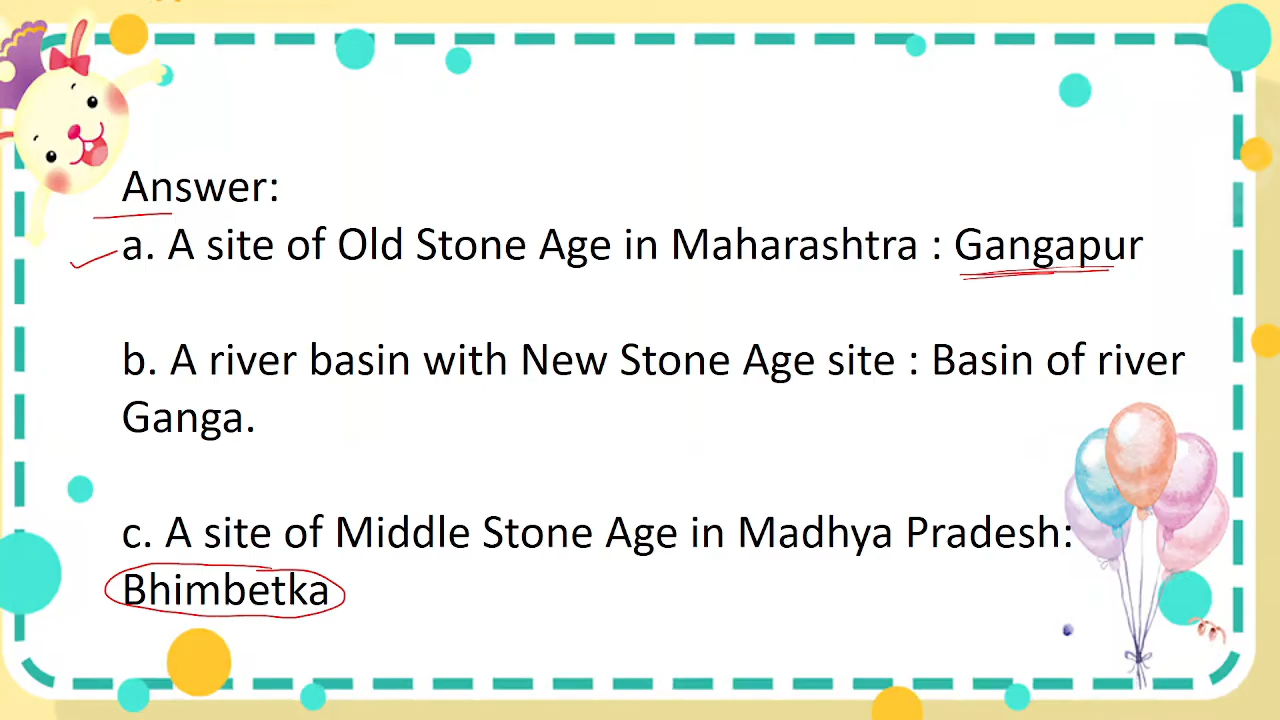 Answer:
a. A site of Old Stone Age in Maharashtra : Gangapur
b. A river basin with New Stone Age site : Basin of river
Ganga.
c. A site of Middle Stone Age in Madhya Pradesh:
Bhimbetka